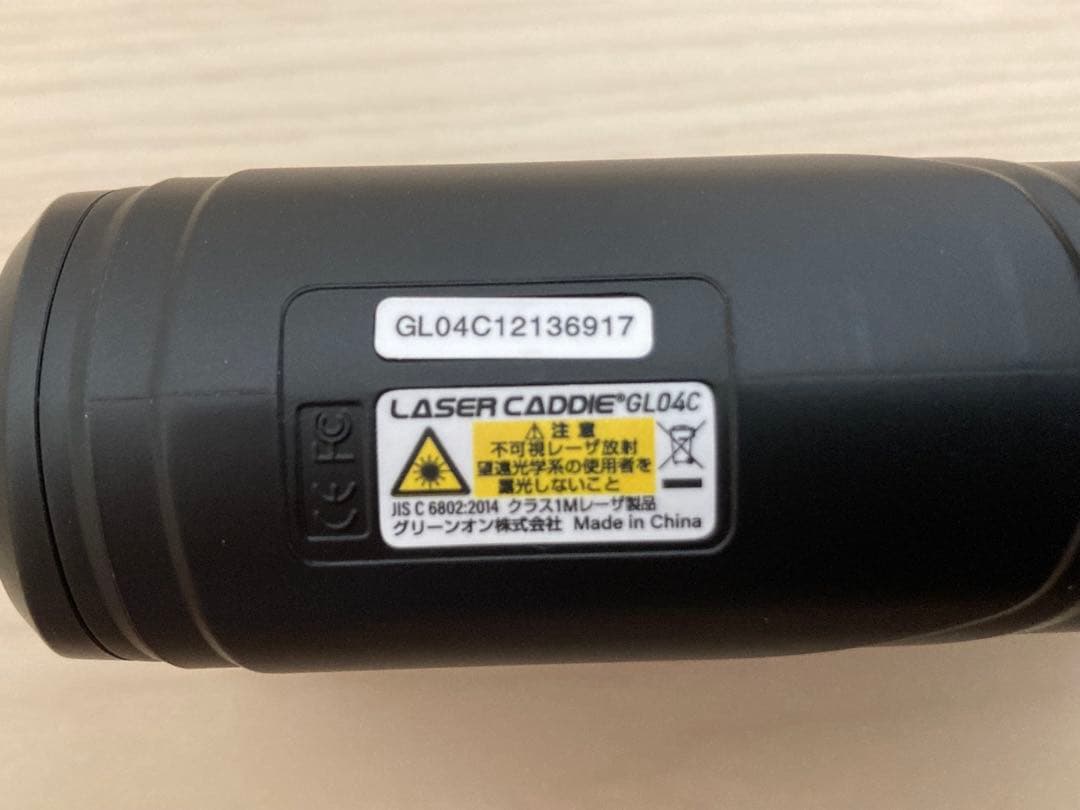 GL04C12136917
LASER CADDIE®GL04C
⚠ 注 意
不可視レーザ放射
望遠光学系の使用者を
露光しないこと
JIS C 6802:2014 クラス1Mレーザ製品
グリーンオン株式会社 Made in China
CE FC